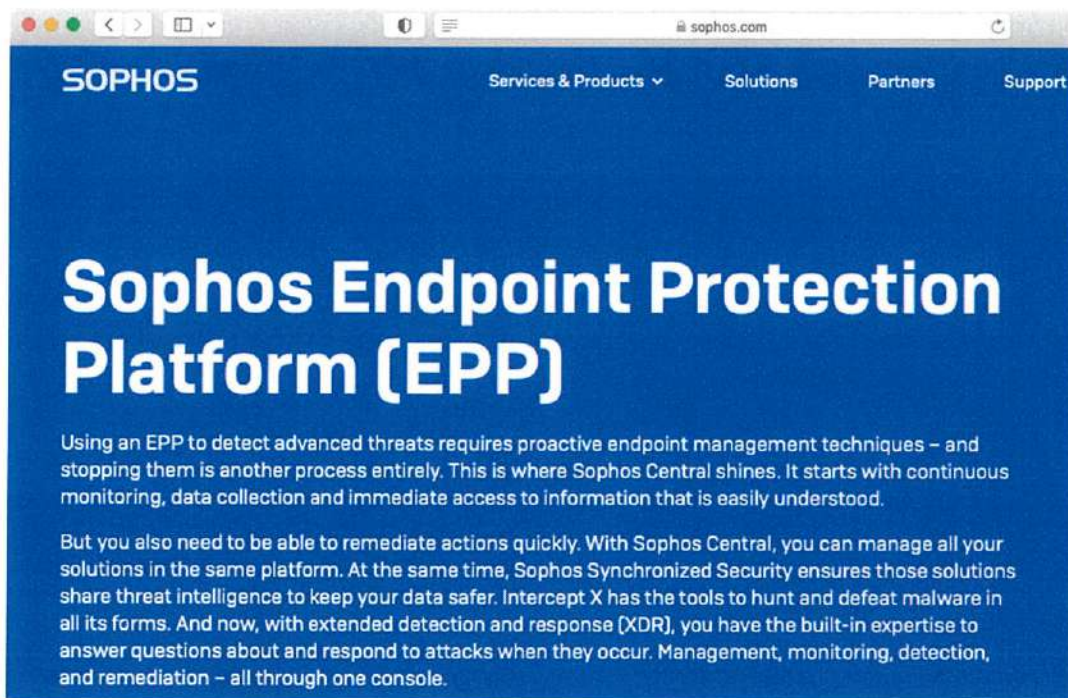 sophos.com
SOPHOS
Services & Products
Solutions
Partners
Support
Sophos Endpoint Protection
Platform (EPP)
Using an EPP to detect advanced threats requires proactive endpoint management techniques – and
stopping them is another process entirely. This is where Sophos Central shines. It starts with continuous
monitoring, data collection and immediate access to information that is easily understood.
But you also need to be able to remediate actions quickly. With Sophos Central, you can manage all your
solutions in the same platform. At the same time, Sophos Synchronized Security ensures those solutions
share threat intelligence to keep your data safer. Intercept X has the tools to hunt and defeat malware in
all its forms. And now, with extended detection and response (XDR), you have the built-in expertise to
answer questions about and respond to attacks when they occur. Management, monitoring, detection,
and remediation – all through one console.